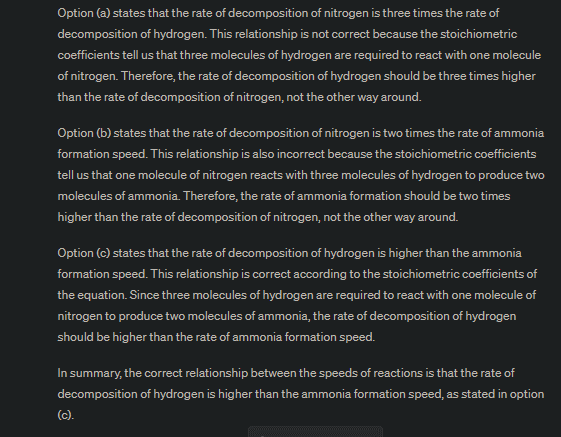 Option (a) states that the rate of decomposition of nitrogen is three times the rate of
decomposition of hydrogen. This relationship is not correct because the stoichiometric
coefficients tell us that three molecules of hydrogen are required to react with one molecule
of nitrogen. Therefore, the rate of decomposition of hydrogen should be three times higher
than the rate of decomposition of nitrogen, not the other way around.
Option (b) states that the rate of decomposition of nitrogen is two times the rate of ammonia
formation speed. This relationship is also incorrect because the stoichiometric coefficients
tell us that one molecule of nitrogen reacts with three molecules of hydrogen to produce two
molecules of ammonia. Therefore, the rate of ammonia formation should be two times
higher than the rate of decomposition of nitrogen, not the other way around.
Option (c) states that the rate of decomposition of hydrogen is higher than the ammonia
formation speed. This relationship is correct according to the stoichiometric coefficients of
the equation. Since three molecules of hydrogen are required to react with one molecule of
nitrogen to produce two molecules of ammonia, the rate of decomposition of hydrogen
should be higher than the rate of ammonia formation speed.
In summary, the correct relationship between the speeds of reactions is that the rate of
decomposition of hydrogen is higher than the ammonia formation speed, as stated in option
(c).